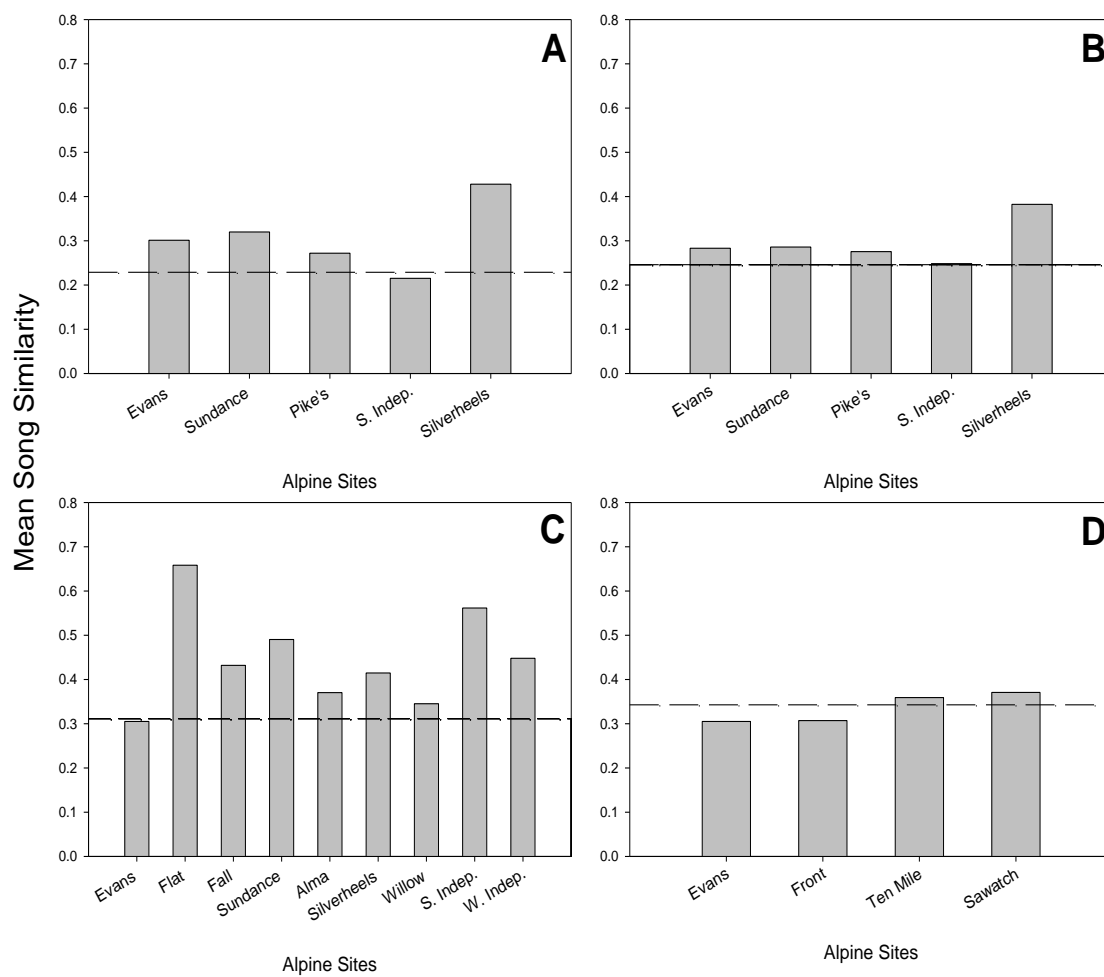 Mean Song Similarity
A
0.8
0.7
0.6
0.5
0.4
0.3
0.2
0.1
0.0
Evans
Sundance
Pike's
S. Indep.
Silverheels
Alpine Sites
B
0.8
0.7
0.6
0.5
0.4
0.3
0.2
0.1
0.0
Evans
Sundance
Pike's
S. Indep.
Silverheels
Alpine Sites
C
0.8
0.7
0.6
0.5
0.4
0.3
0.2
0.1
0.0
Evans
Flat
Fall
Sundance
Alma
Silverheels
Willow
S. Indep.
W. Indep.
Alpine Sites
D
0.8
0.7
0.6
0.5
0.4
0.3
0.2
0.1
0.0
Evans
Front
Ten Mile
Sawatch
Alpine Sites